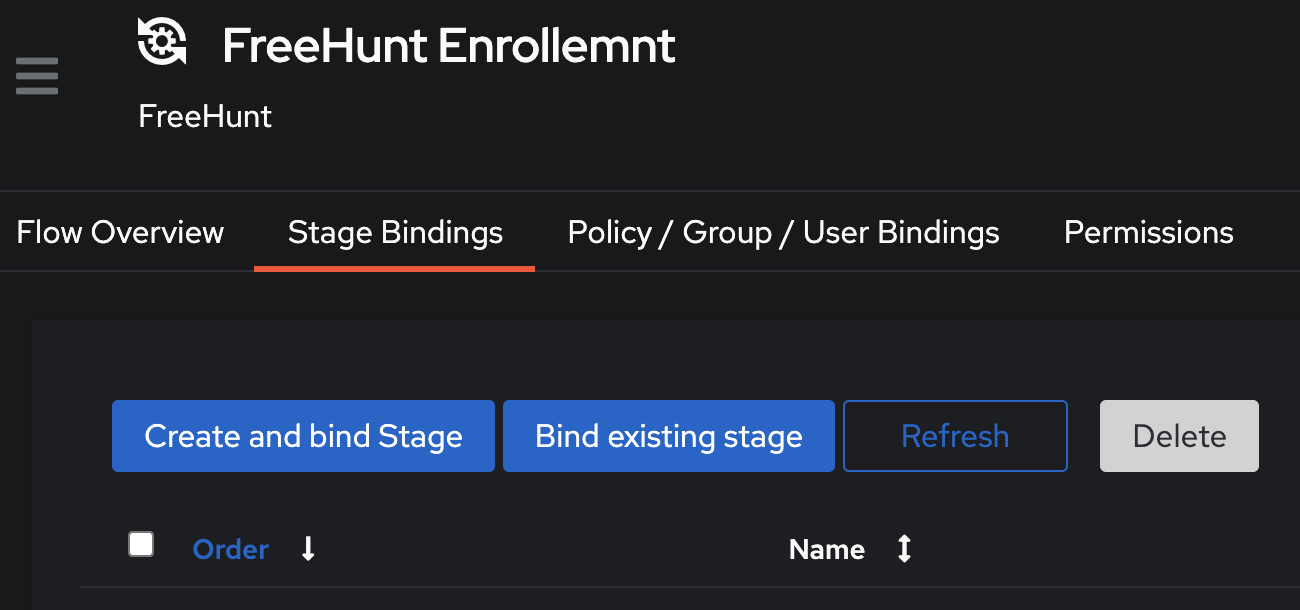 FreeHunt Enrollemnt
FreeHunt
Flow Overview Stage Bindings Policy / Group / User Bindings Permissions
Create and bind Stage Bind existing stage Refresh Delete
Order Name